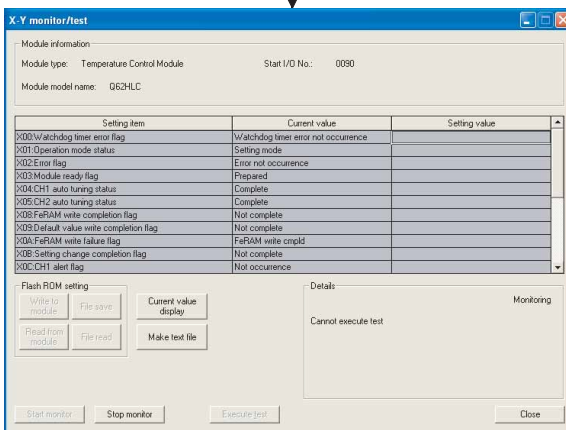 X-Y monitor/test
Module information
Module type: Temperature Control Module Start I/O No.: 0090
Module model name: Q62HLC
Setting item Current value Setting value
X00:Watchdog timer error flag Watchdog timer error not occurrence
X01:Operation mode status Setting mode
X02:Error flag Error not occurrence
X03:Module ready flag Prepared
X04:CH1 auto tuning status Complete
X05:CH2 auto tuning status Complete
X08:FeRAM write completion flag Not complete
X09:Default value write completion flag Not complete
X0A:FeRAM write failure flag FeRAM write cmpld
X0B:Setting change completion flag Not complete
X0C:CH1 alert flag Not occurrence
Flash ROM setting
Write to module File save Current value display
Read from module File read Make text file
Details
Monitoring
Cannot execute test
Start monitor Stop monitor Execute test Close